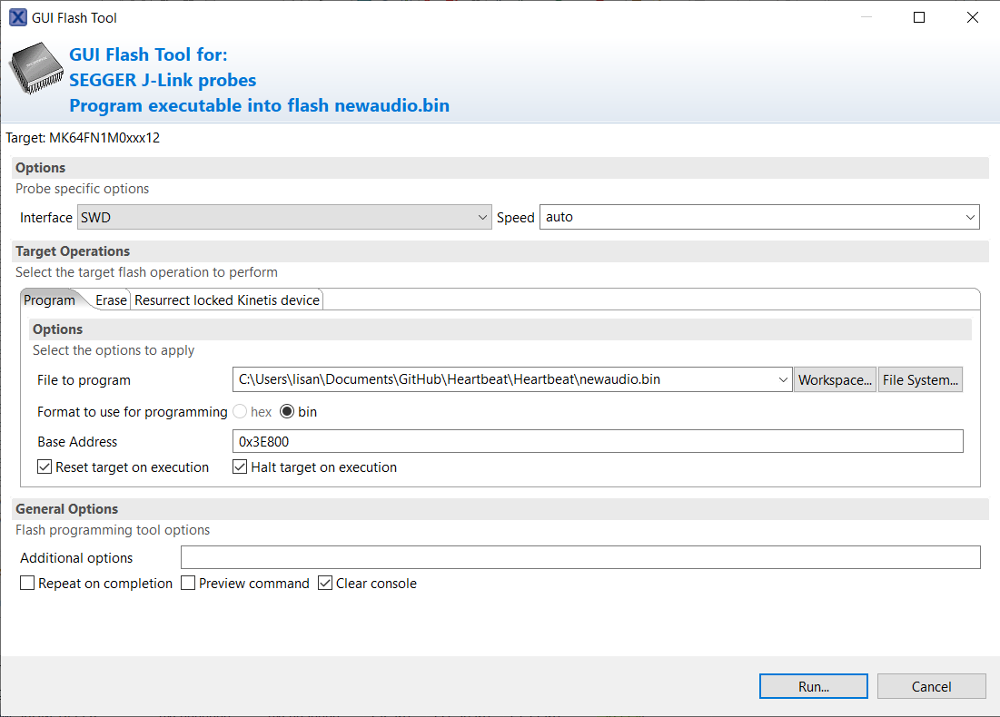 GUI Flash Tool
GUI Flash Tool for:
SEGGER J-Link probes
Program executable into flash newaudio.bin
Target: MK64FN1M0xxx12
Options
Probe specific options
Interface SWD Speed auto
Target Operations
Select the target flash operation to perform
Program Erase Resurrect locked Kinetis device
Options
Select the options to apply
File to program C:\Users\lisan\Documents\GitHub\Heartbeat\Heartbeat\newaudio.bin Workspace... File System...
Format to use for programming hex bin
Base Address 0x3E800
Reset target on execution Halt target on execution
General Options
Flash programming tool options
Additional options
Repeat on completion Preview command Clear console
Run... Cancel